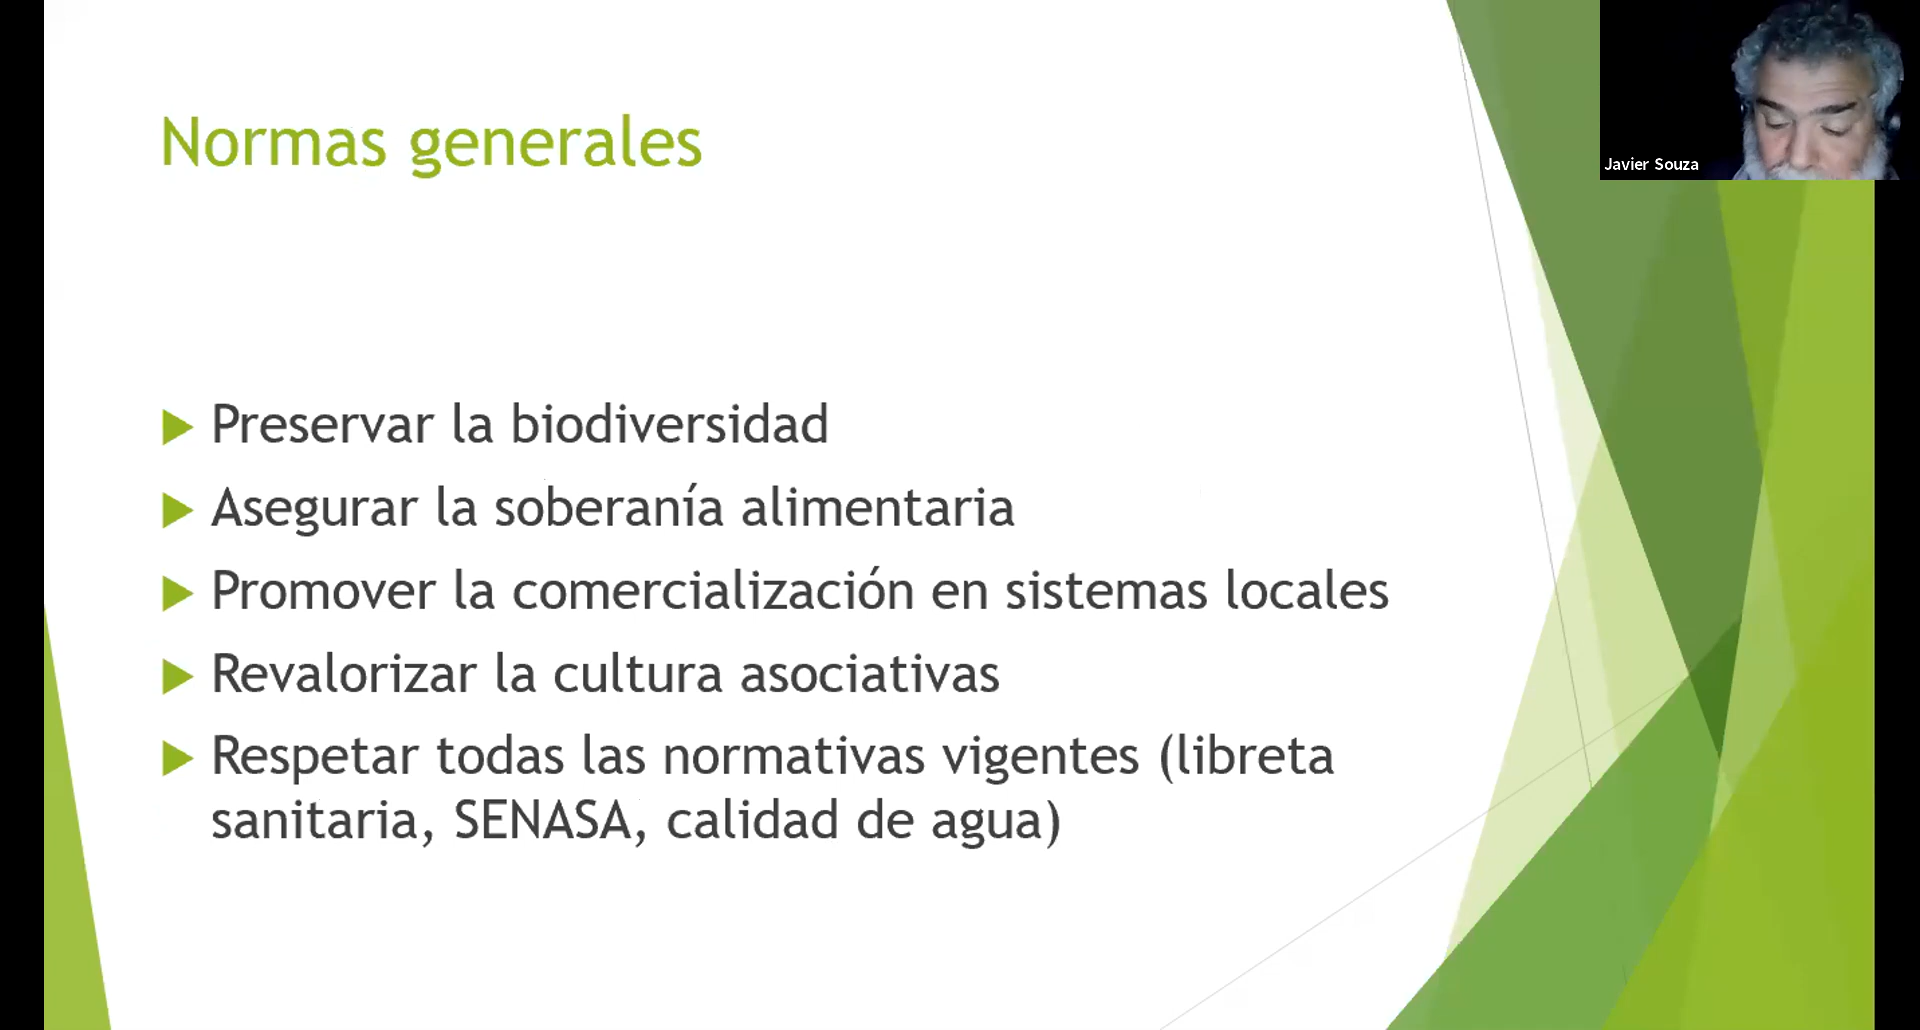 Normas generales
Javier Souza
Preservar la biodiversidad
Asegurar la soberanía alimentaria
Promover la comercialización en sistemas locales
Revalorizar la cultura asociativas
Respetar todas las normativas vigentes (libreta
sanitaria, SENASA, calidad de agua)